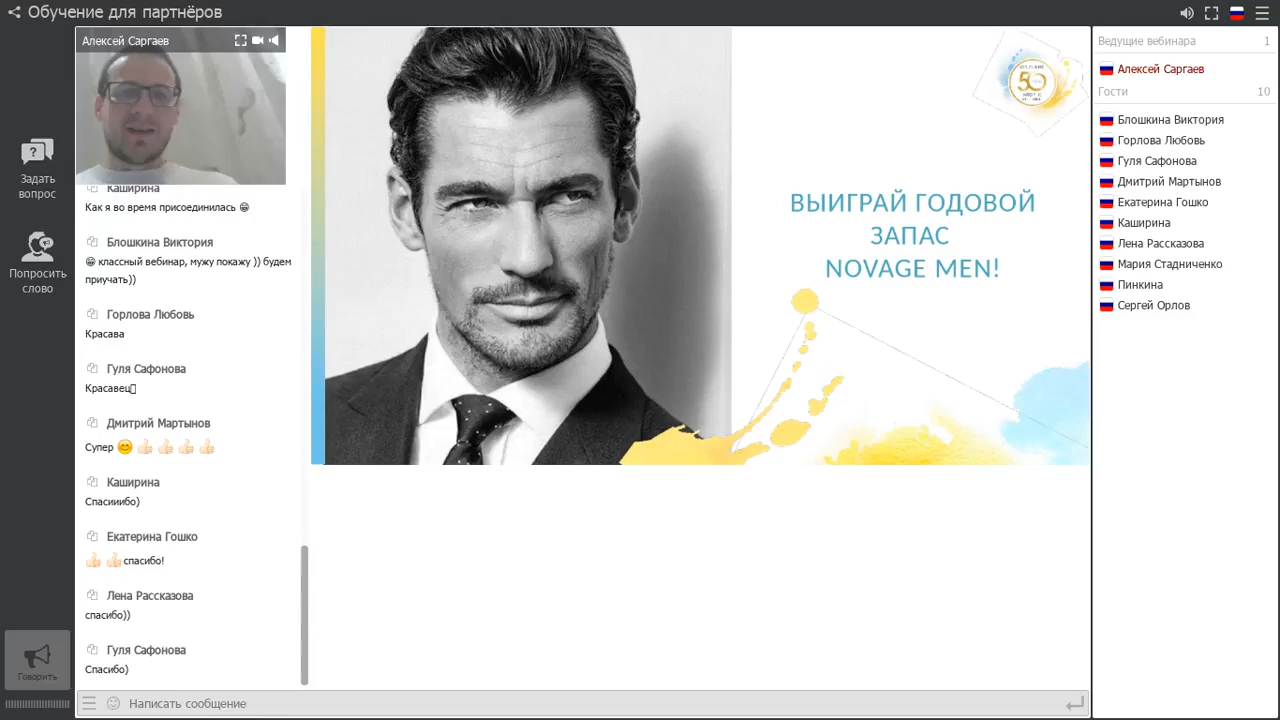 Обучение для партнёров
Задать
вопрос
Попросить
слово
Говорить
Алексей Саргаев
Каширина
Как я во время присоединилась 😁
Блошкина Виктория
😁 классный вебинар, мужу покажу )) будем
приучать))
Горлова Любовь
Красава
Гуля Сафонова
Красавец
Дмитрий Мартынов
Супер 😊 👍 👍 👍 👍
Каширина
Спасииибо)
Екатерина Гошко
👍 👍 спасибо!
Лена Рассказова
спасибо))
Гуля Сафонова
Спасибо)
Написать сообщение
50
ВЫИГРАЙ ГОДОВОЙ
ЗАПАС
NOVAGE MEN!
Ведущие вебинара 1
Алексей Саргаев
Гости 10
Блошкина Виктория
Горлова Любовь
Гуля Сафонова
Дмитрий Мартынов
Екатерина Гошко
Каширина
Лена Рассказова
Мария Стадниченко
Пинкина
Сергей Орлов